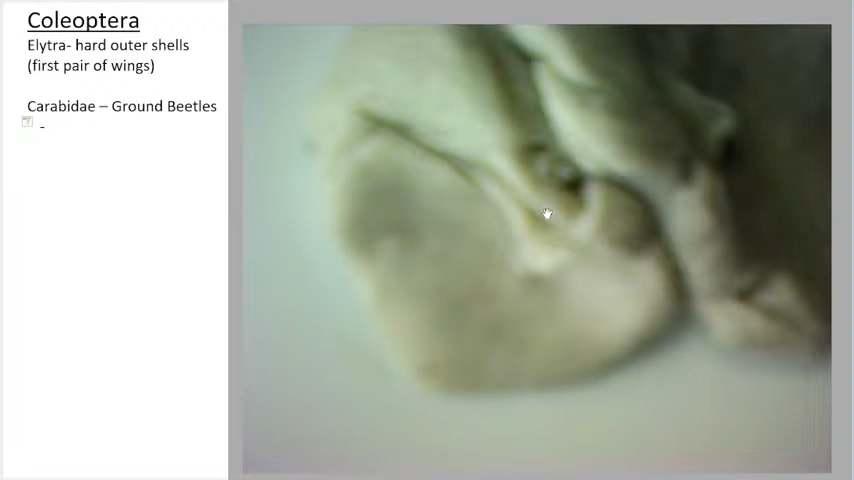 Coleoptera
Elytra- hard outer shells
(first pair of wings)
Carabidae – Ground Beetles
-